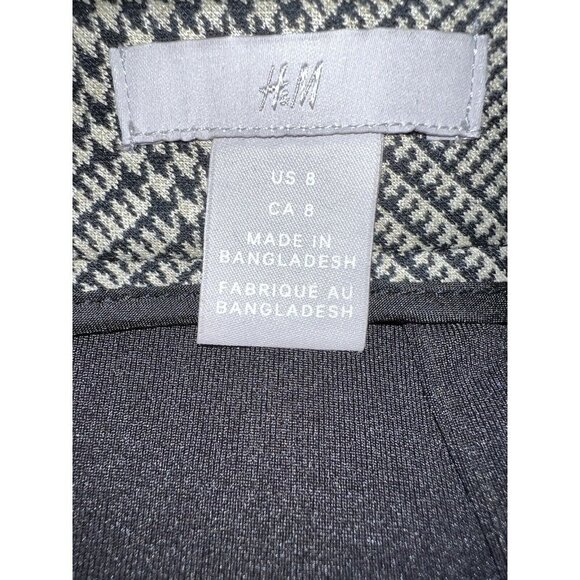 H&M
US 8
CA 8
MADE IN
BANGLADESH
FABRIQUE AU
BANGLADESH